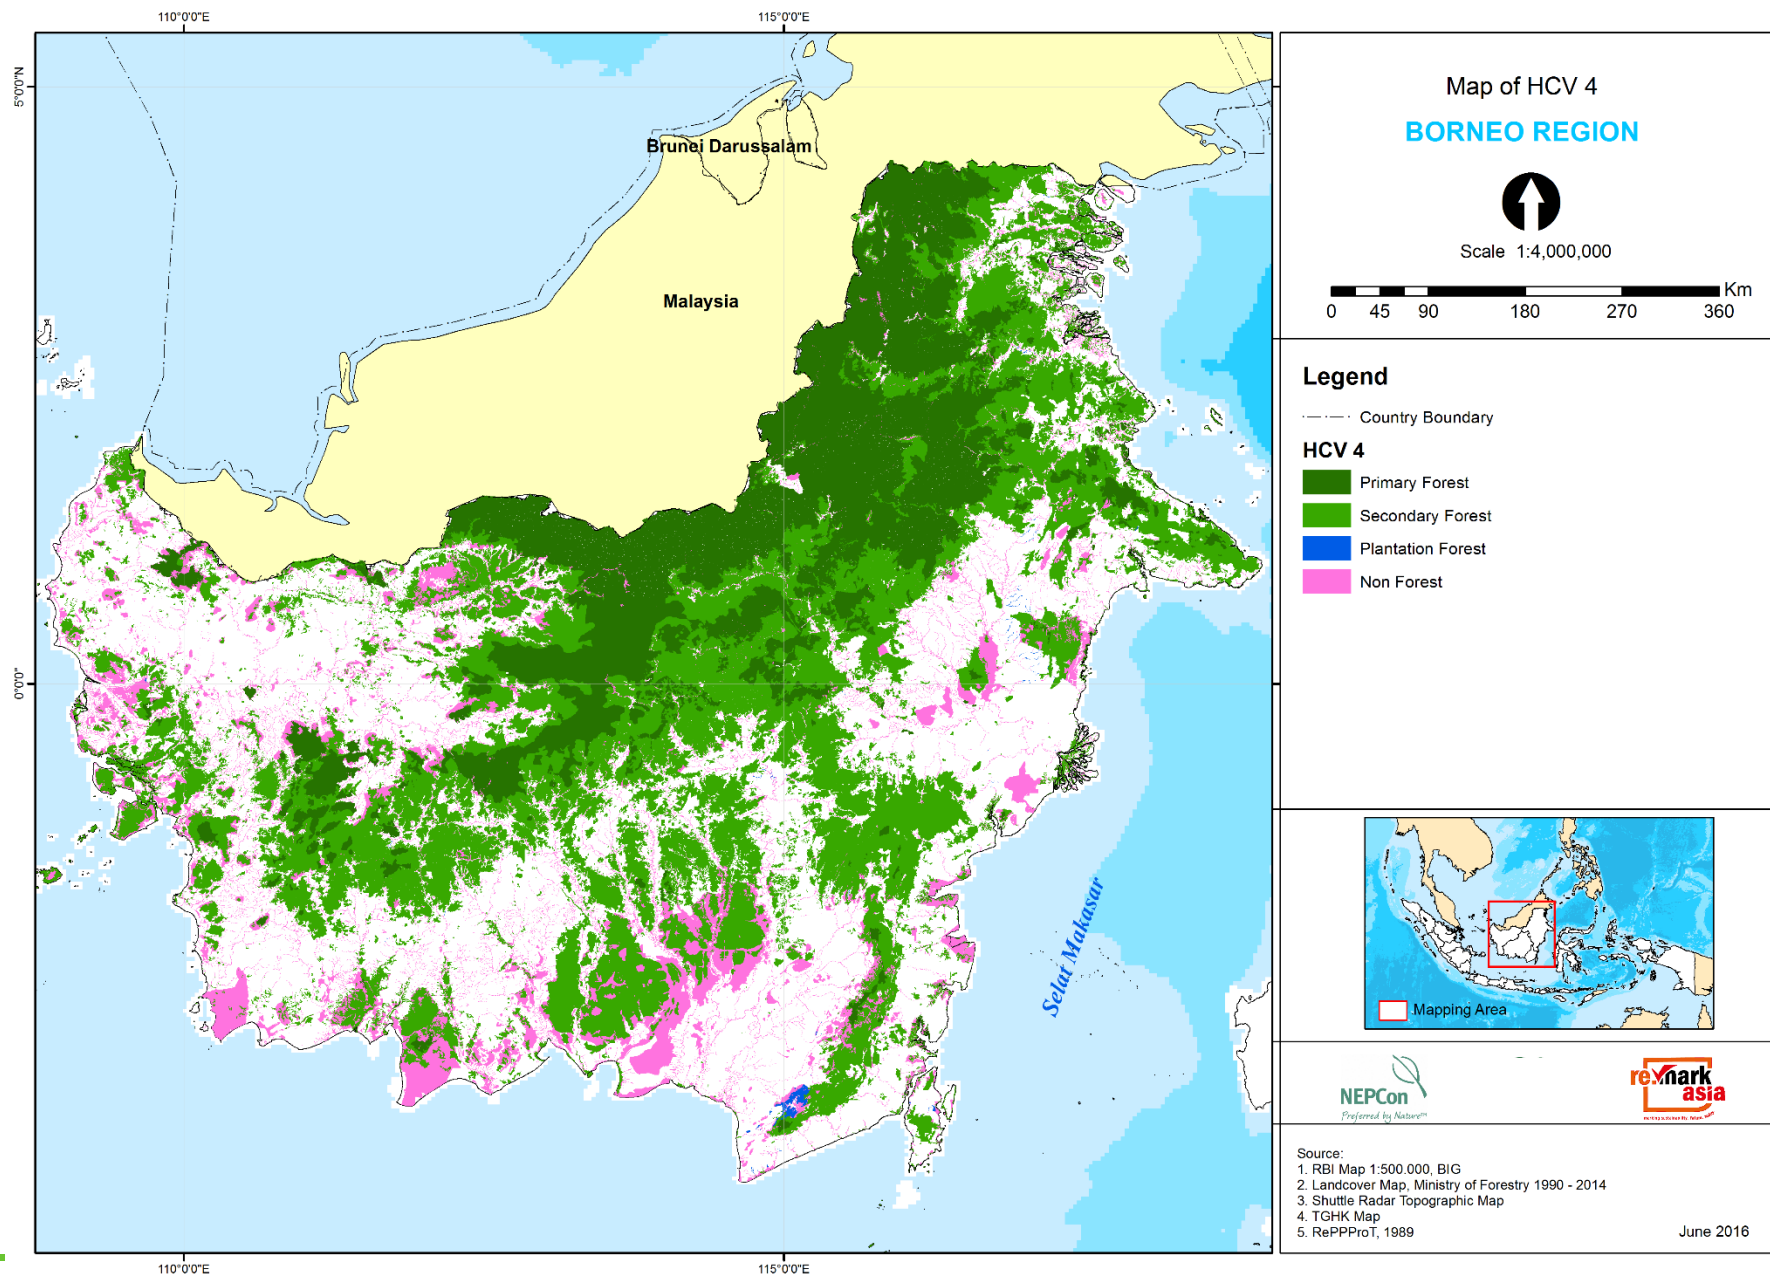 110°0'0"E
115°0'0"E
5°0'0"N
0°0'0"
Brunei Darussalam
Malaysia
Selat Makasar
110°0'0"E
115°0'0"E
Map of HCV 4
BORNEO REGION
Scale 1:4,000,000
Km
0 45 90 180 270 360
Legend
Country Boundary
HCV 4
Primary Forest
Secondary Forest
Plantation Forest
Non Forest
Mapping Area
NEPCon
Preferred by Nature™
re.mark
asia
Source:
1. RBI Map 1:500.000, BIG
2. Landcover Map, Ministry of Forestry 1990 - 2014
3. Shuttle Radar Topographic Map
4. TGHK Map
5. RePPProT, 1989
June 2016